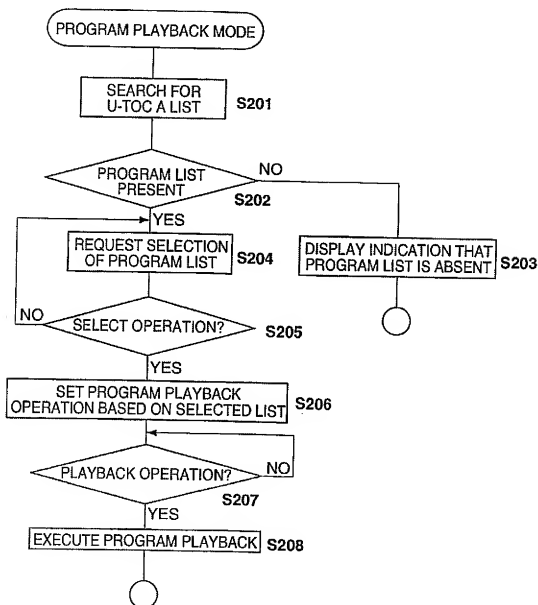 PROGRAM PLAYBACK MODE
SEARCH FOR
U-TOC A LIST
S201
PROGRAM LIST
PRESENT
NO
S202
YES
REQUEST SELECTION
OF PROGRAM LIST
S204
DISPLAY INDICATION THAT
PROGRAM LIST IS ABSENT
S203
NO
SELECT OPERATION?
S205
YES
SET PROGRAM PLAYBACK
OPERATION BASED ON SELECTED LIST
S206
PLAYBACK OPERATION?
NO
S207
YES
EXECUTE PROGRAM PLAYBACK
S208